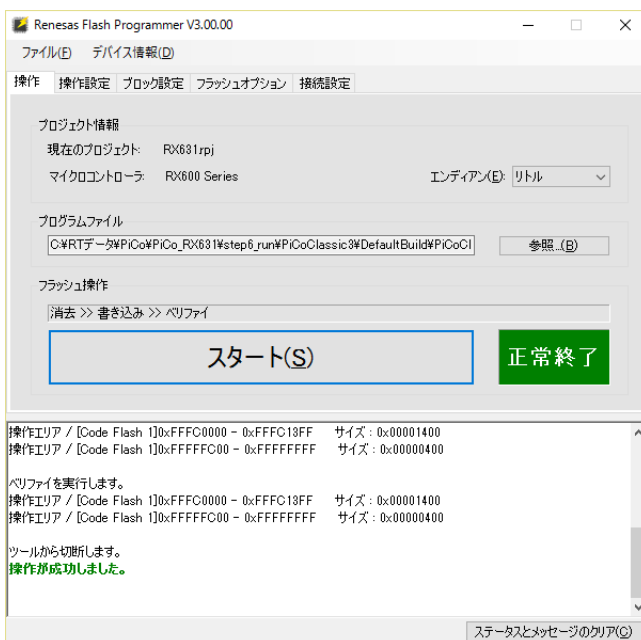 Renesas Flash Programmer V3.00.00
ファイル(F) デバイス情報(D)
操作 操作設定 ブロック設定 フラッシュオプション 接続設定
プロジェクト情報
現在のプロジェクト: RX631.rpj
マイクロコントローラ: RX600 Series エンディアン(E): リトル
プログラムファイル
C:¥RTデータ¥PiCo¥PiCo_RX631¥step6_run¥PiCoClassic3¥DefaultBuild¥PiCoCl 参照...(B)
フラッシュ操作
消去 >> 書き込み >> ベリファイ
スタート(S) 正常終了
操作エリア / [Code Flash 1]0xFFFC0000 - 0xFFFC13FF サイズ : 0x00001400
操作エリア / [Code Flash 1]0xFFFFFC00 - 0xFFFFFFFF サイズ : 0x00000400
ベリファイを実行します。
操作エリア / [Code Flash 1]0xFFFC0000 - 0xFFFC13FF サイズ : 0x00001400
操作エリア / [Code Flash 1]0xFFFFFC00 - 0xFFFFFFFF サイズ : 0x00000400
ツールから切断します。
操作が成功しました。
ステータスとメッセージのクリア(C)